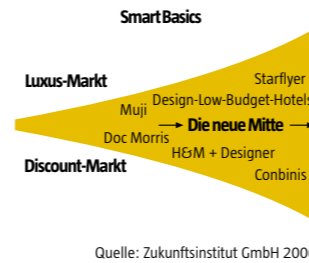 Smart Basics
Luxus-Markt
Starflyer
Design-Low-Budget-Hotels
Muji
Die neue Mitte
Doc Morris
H&M + Designer
Discount-Markt
Conbinis
Quelle: Zukunftsinstitut GmbH